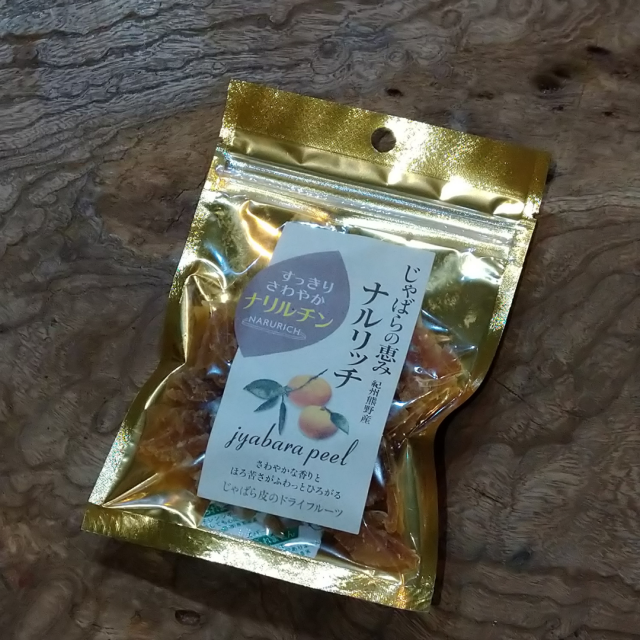 じゃばらの恵み
ナルリッチ
紀州熊野産
すっきり
さわやか
ナリルチン
NARURICH
jyabara peel
さわやかな香りと
ほろ苦さがふわっとひろがる
じゃばら皮のドライフルーツ